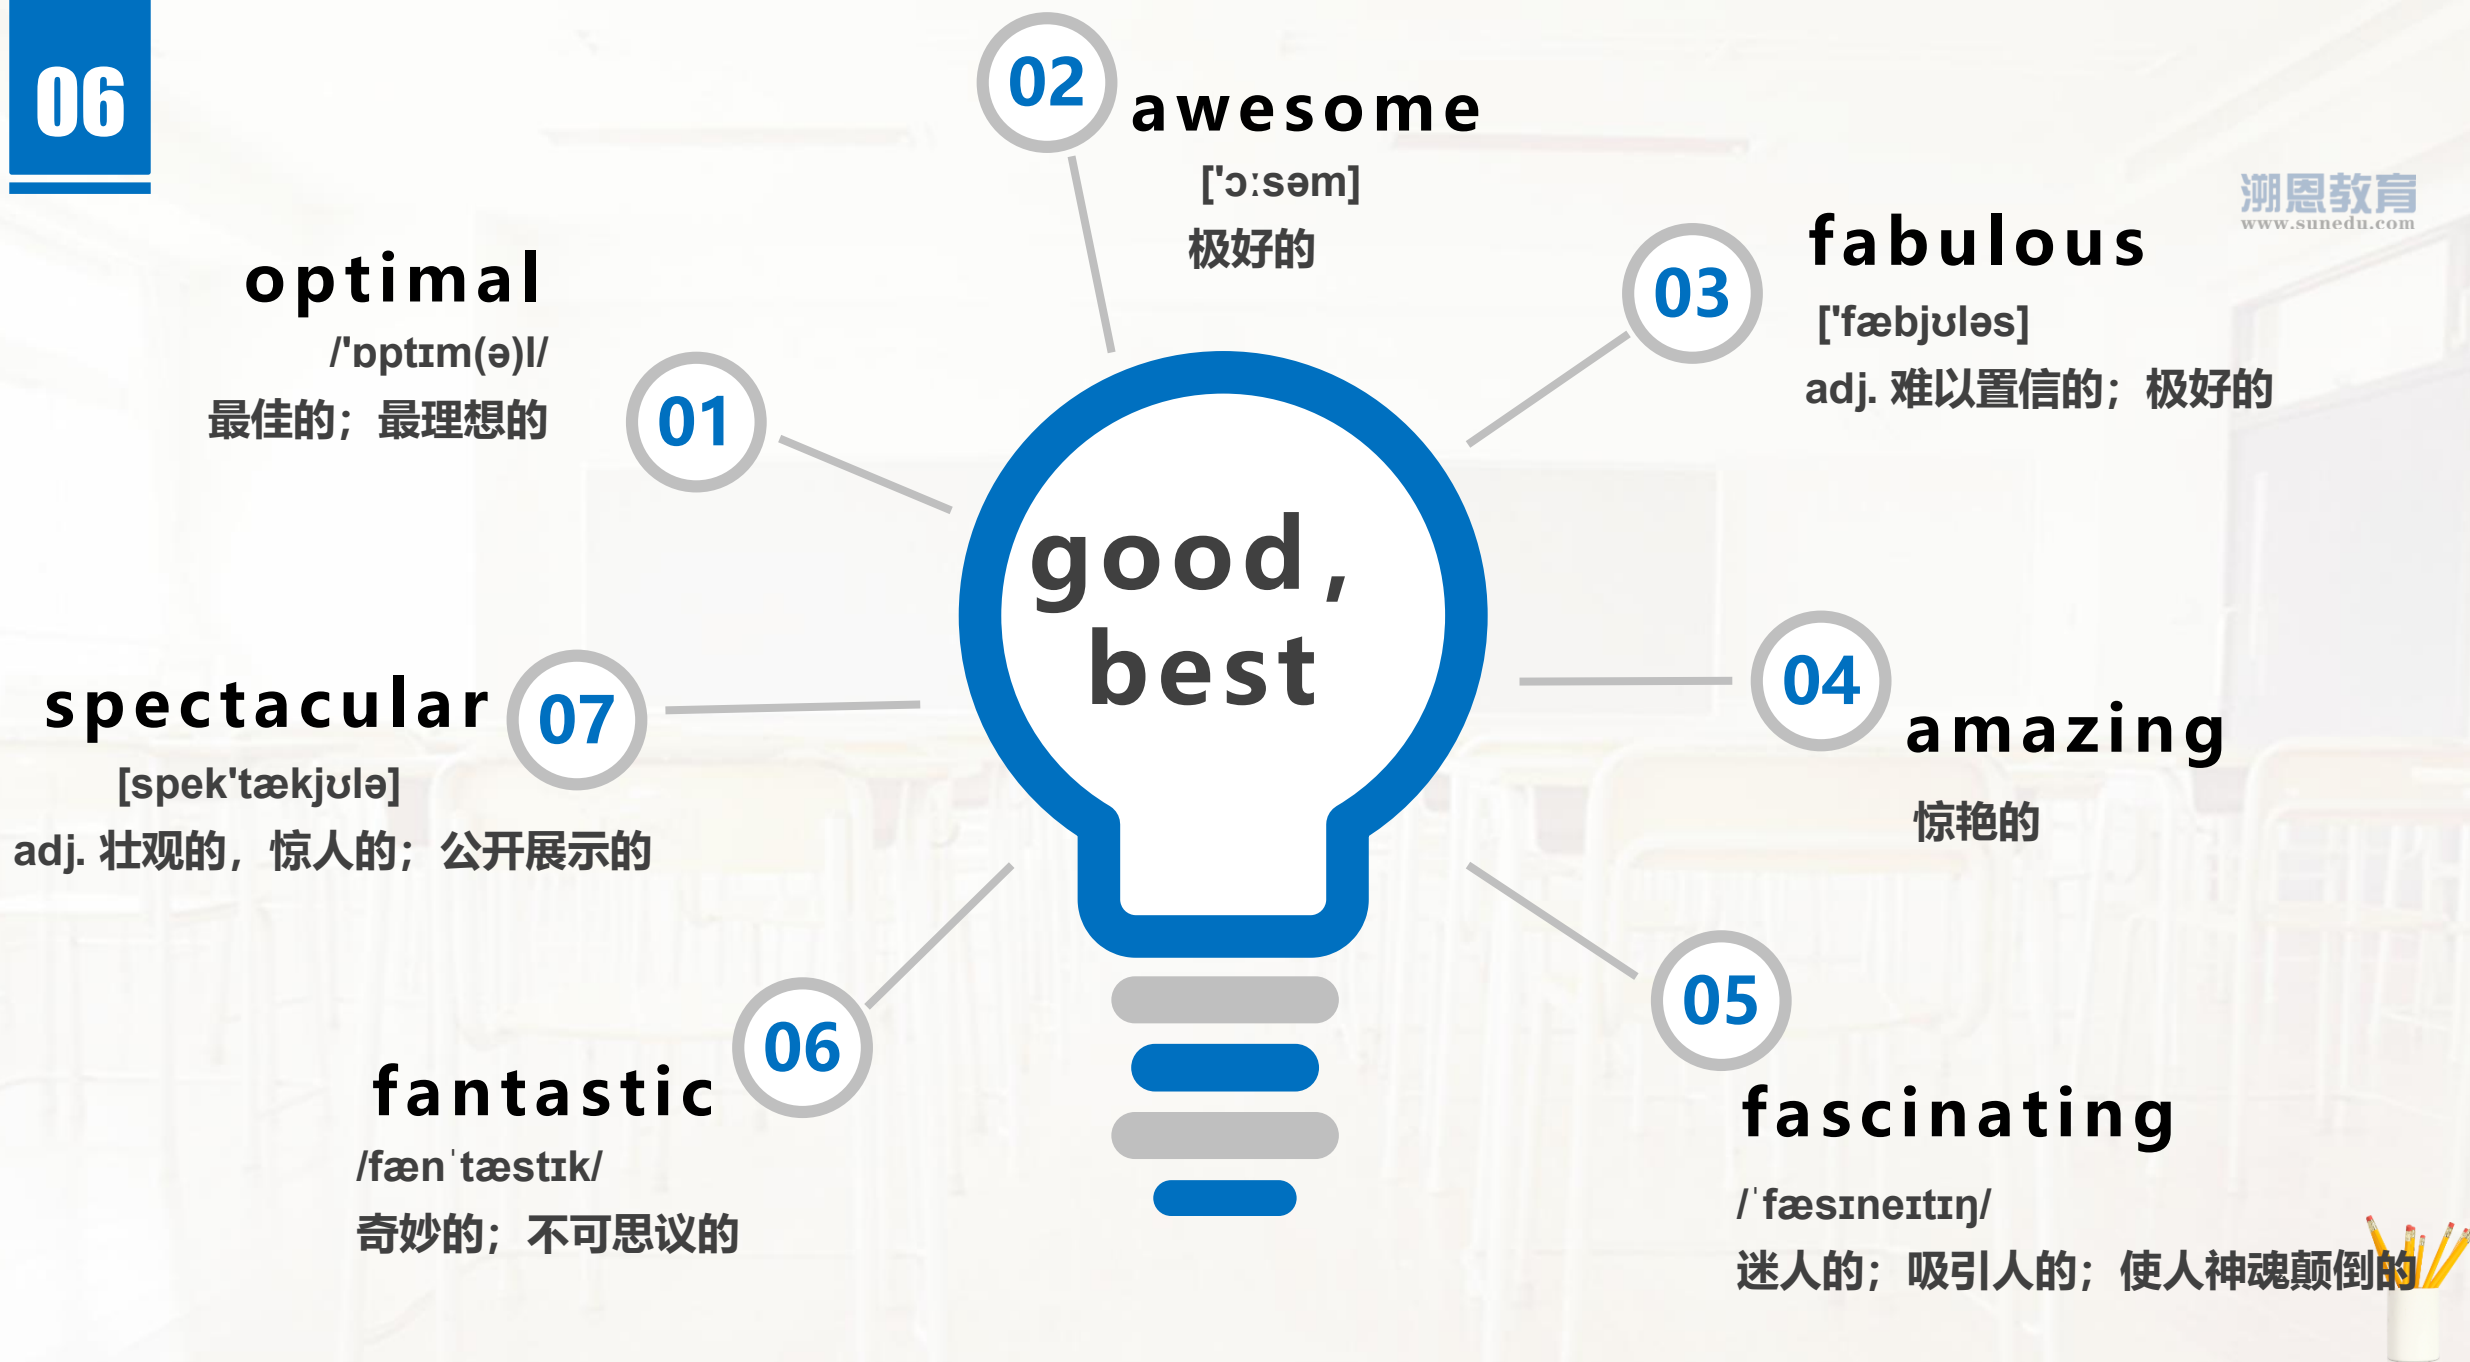 06
溯恩教育
www.sunedu.com
good,
best
01
optimal
/'ɒptɪm(ə)l/
最佳的；最理想的
02
awesome
['ɔːsəm]
极好的
03
fabulous
['fæbjʊləs]
adj. 难以置信的；极好的
04
amazing
惊艳的
05
fascinating
/ˈfæsɪneɪtɪŋ/
迷人的；吸引人的；使人神魂颠倒的
06
fantastic
/fænˈtæstɪk/
奇妙的；不可思议的
07
spectacular
[spek'tækjʊlə]
adj. 壮观的，惊人的；公开展示的